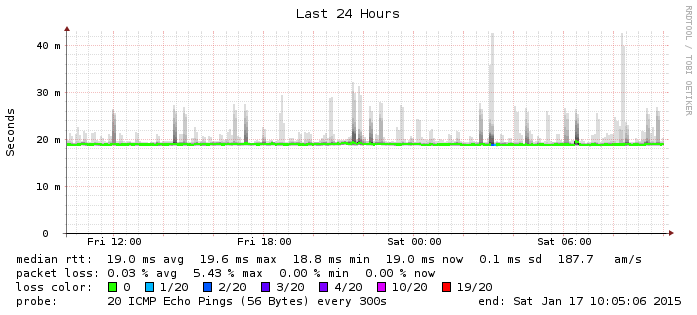 Last 24 Hours
RRDTOOL / TOBI OETIKER
Seconds
40 m
30 m
20 m
10 m
0
Fri 12:00 Fri 18:00 Sat 00:00 Sat 06:00
median rtt: 19.0 ms avg 19.6 ms max 18.8 ms min 19.0 ms now 0.1 ms sd 187.7 am/s
packet loss: 0.03 % avg 5.43 % max 0.00 % min 0.00 % now
loss color: 0 1/20 2/20 3/20 4/20 10/20 19/20
probe: 20 ICMP Echo Pings (56 Bytes) every 300s end: Sat Jan 17 10:05:06 2015